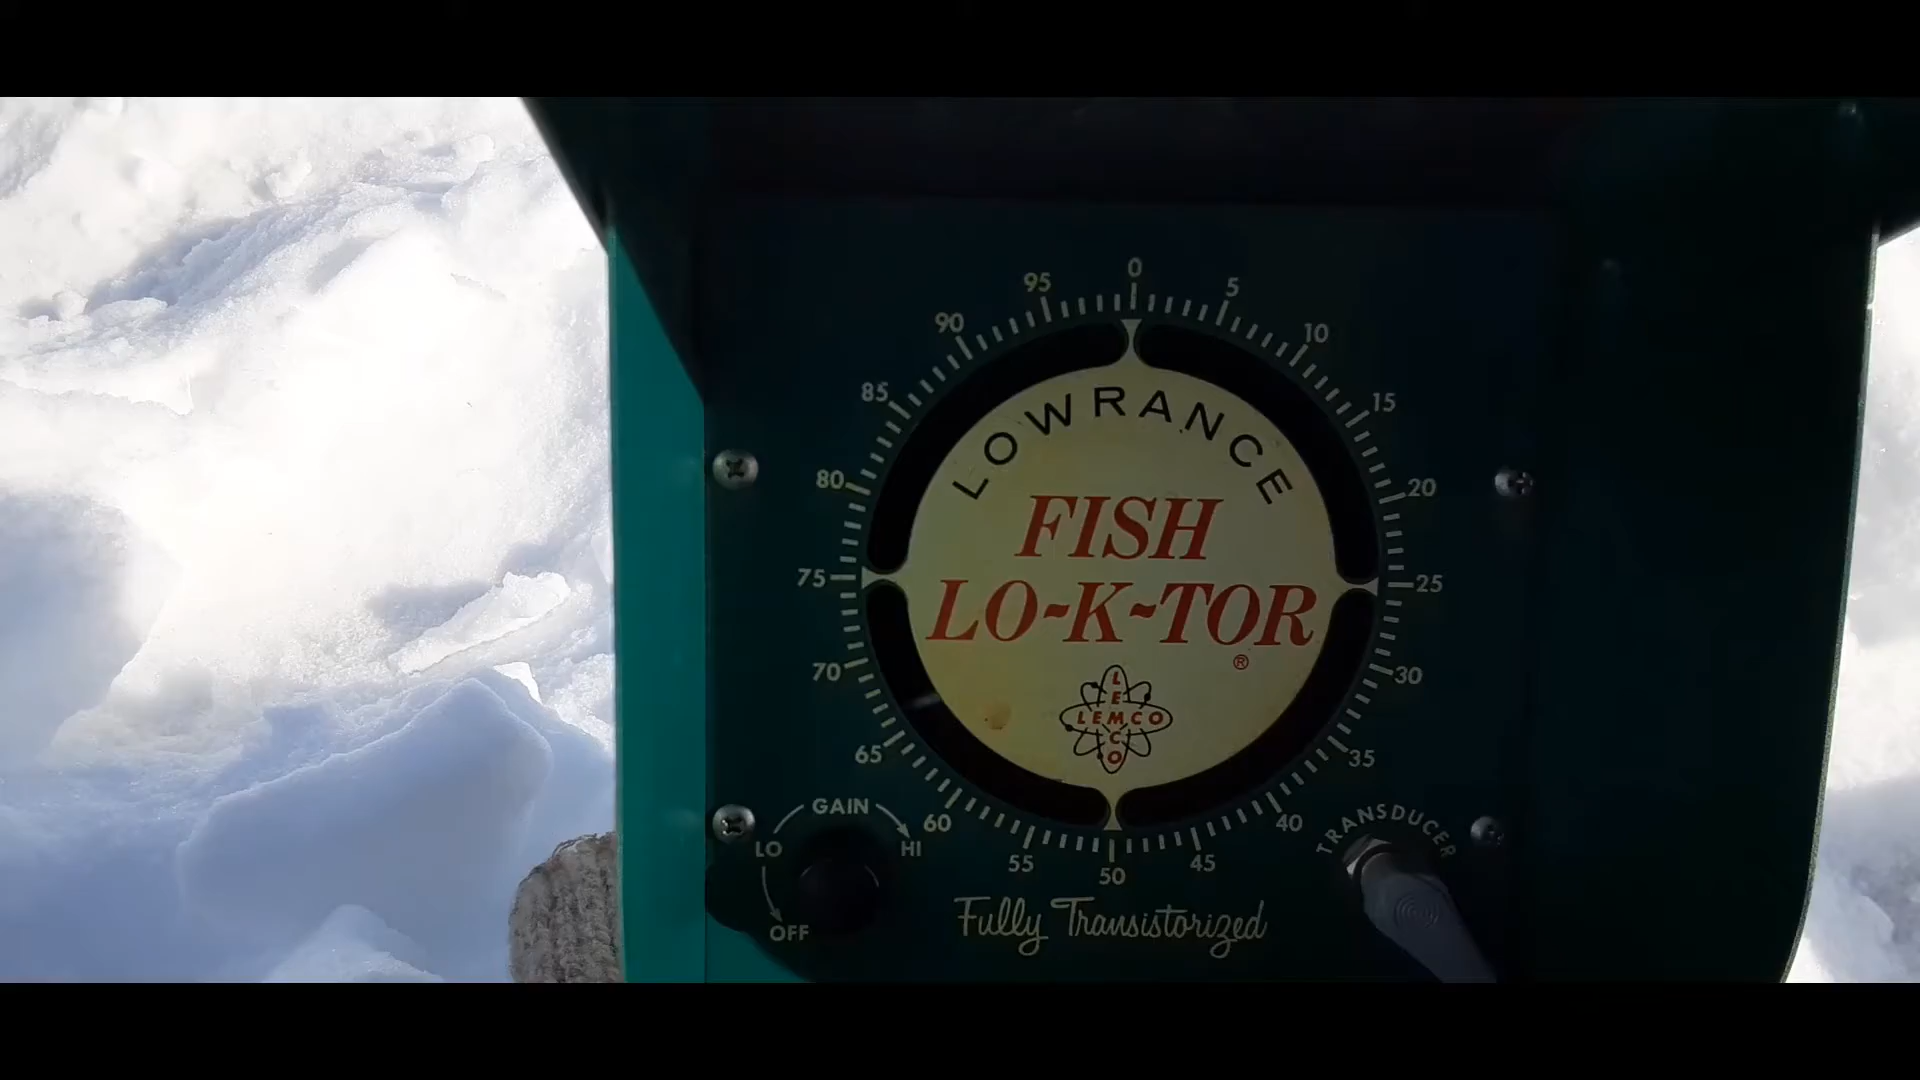 0
5
10
15
20
25
30
35
40
45
50
55
60
65
70
75
80
85
90
95
LOWRANCE
FISH
LO-K-TOR
®
LEMCO
LEMCO
GAIN
LO HI
OFF
TRANSDUCER
Fully Transistorized